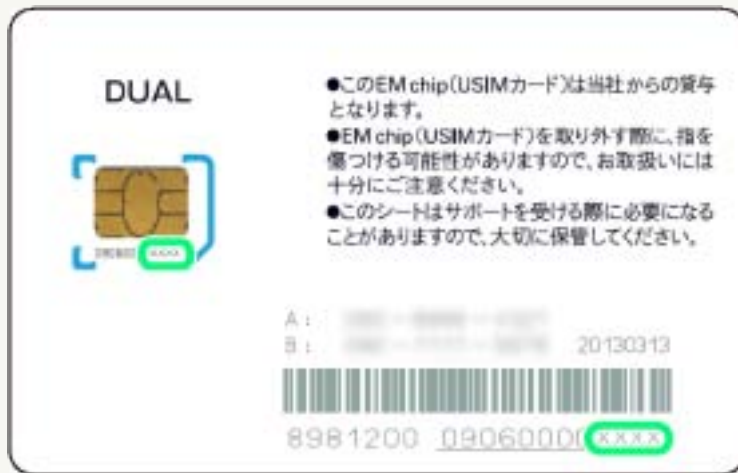 DUAL
●このEM chip(USIMカード)は当社からの貸与
となります。
●EM chip(USIMカード)を取り外す際に、指を
傷つける可能性がありますので、お取扱いには
十分にご注意ください。
●このシートはサポートを受ける際に必要になる
ことがありますので、大切に保管してください。
XXXX
A:
B: 20130313
8981200 09060000 XXXX